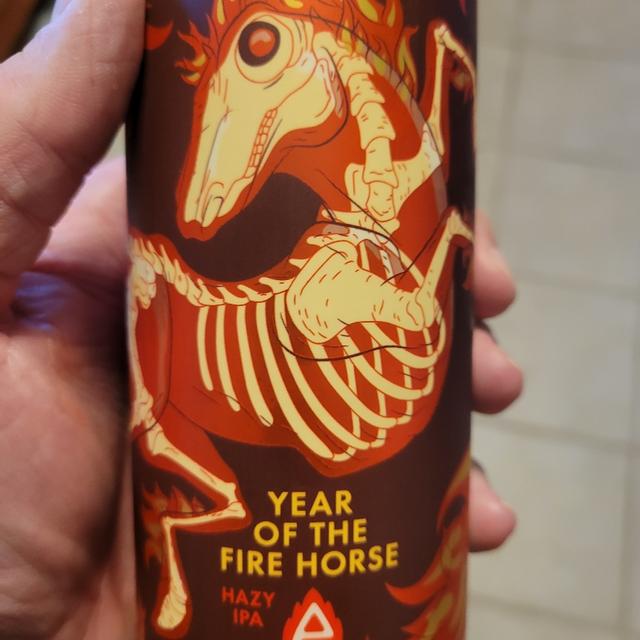 YEAR
OF THE
FIRE HORSE
HAZY
IPA